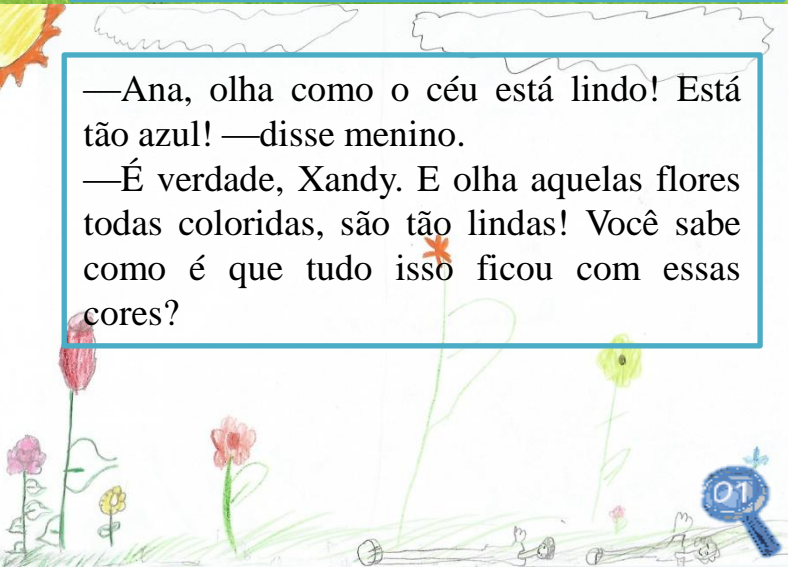 —Ana, olha como o céu está lindo! Está
tão azul! —disse menino.
—É verdade, Xandy. E olha aquelas flores
todas coloridas, são tão lindas! Você sabe
como é que tudo isso ficou com essas
cores?
01